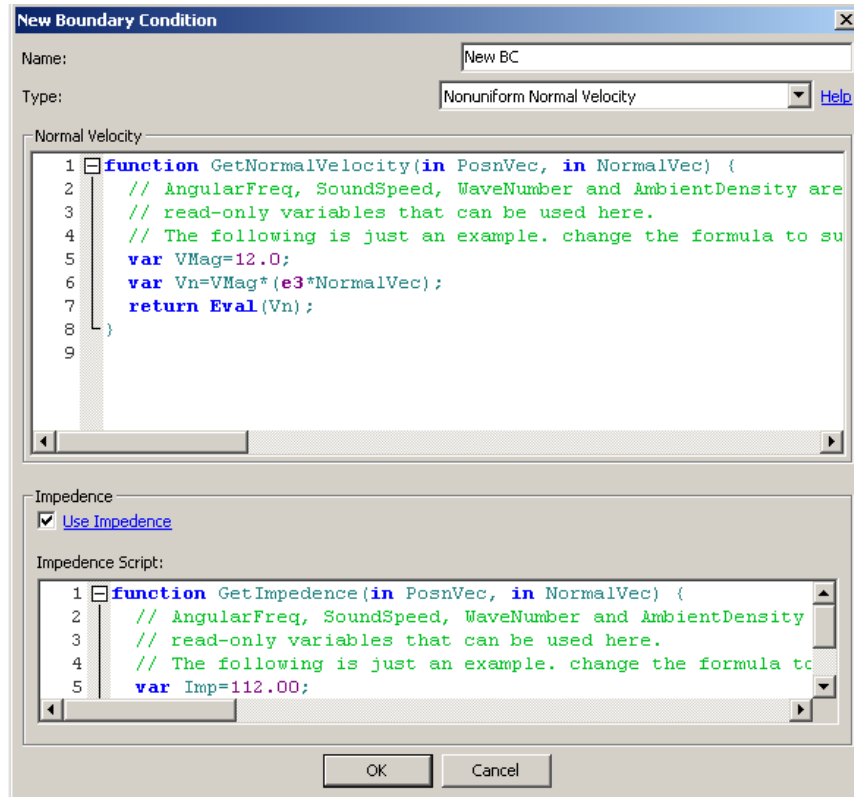 New Boundary Condition
Name:
New BC
Type:
Nonuniform Normal Velocity
Help
Normal Velocity
1 function GetNormalVelocity(in PosnVec, in NormalVec) {
2 // AngularFreq, SoundSpeed, WaveNumber and AmbientDensity are
3 // read-only variables that can be used here.
4 // The following is just an example. change the formula to su
5 var VMag=12.0;
6 var Vn=VMag*(e3*NormalVec);
7 return Eval(Vn);
8 }
9
Impedence
Use Impedence
Impedence Script:
1 function GetImpedence(in PosnVec, in NormalVec) {
2 // AngularFreq, SoundSpeed, WaveNumber and AmbientDensity
3 // read-only variables that can be used here.
4 // The following is just an example. change the formula to
5 var Imp=112.00;
OK
Cancel